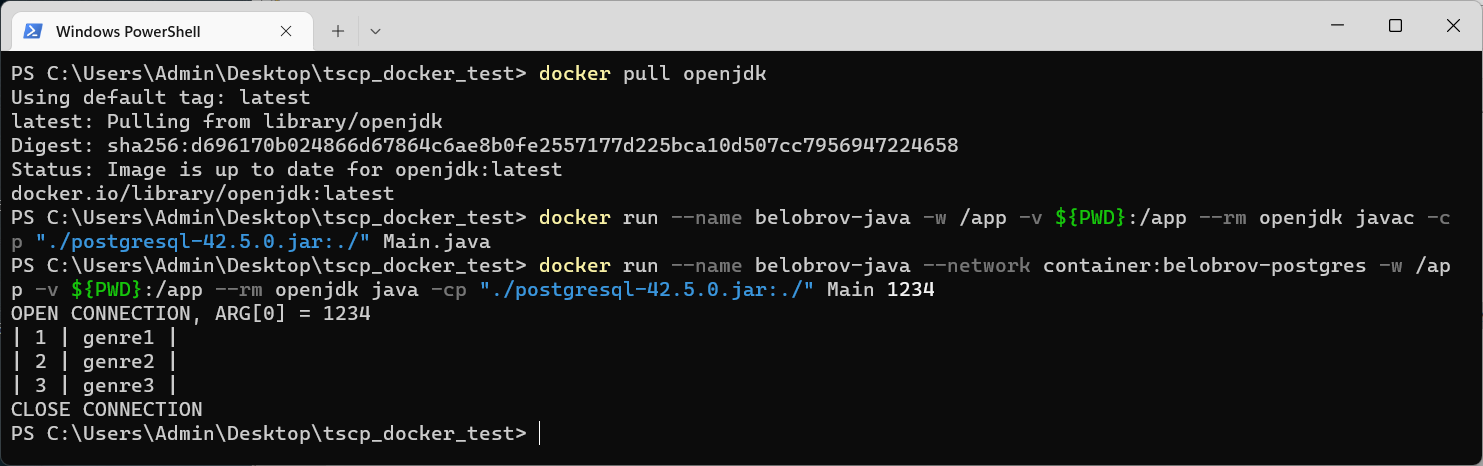 Windows PowerShell
PS C:\Users\Admin\Desktop\tscp_docker_test> docker pull openjdk
Using default tag: latest
latest: Pulling from library/openjdk
Digest: sha256:d696170b024866d67864c6ae8b0fe2557177d225bca10d507cc7956947224658
Status: Image is up to date for openjdk:latest
docker.io/library/openjdk:latest
PS C:\Users\Admin\Desktop\tscp_docker_test> docker run --name belobrov-java -w /app -v ${PWD}:/app --rm openjdk javac -c
p "./postgresql-42.5.0.jar:./" Main.java
PS C:\Users\Admin\Desktop\tscp_docker_test> docker run --name belobrov-java --network container:belobrov-postgres -w /ap
p -v ${PWD}:/app --rm openjdk java -cp "./postgresql-42.5.0.jar:./" Main 1234
OPEN CONNECTION, ARG[0] = 1234
| 1 | genre1 |
| 2 | genre2 |
| 3 | genre3 |
CLOSE CONNECTION
PS C:\Users\Admin\Desktop\tscp_docker_test>